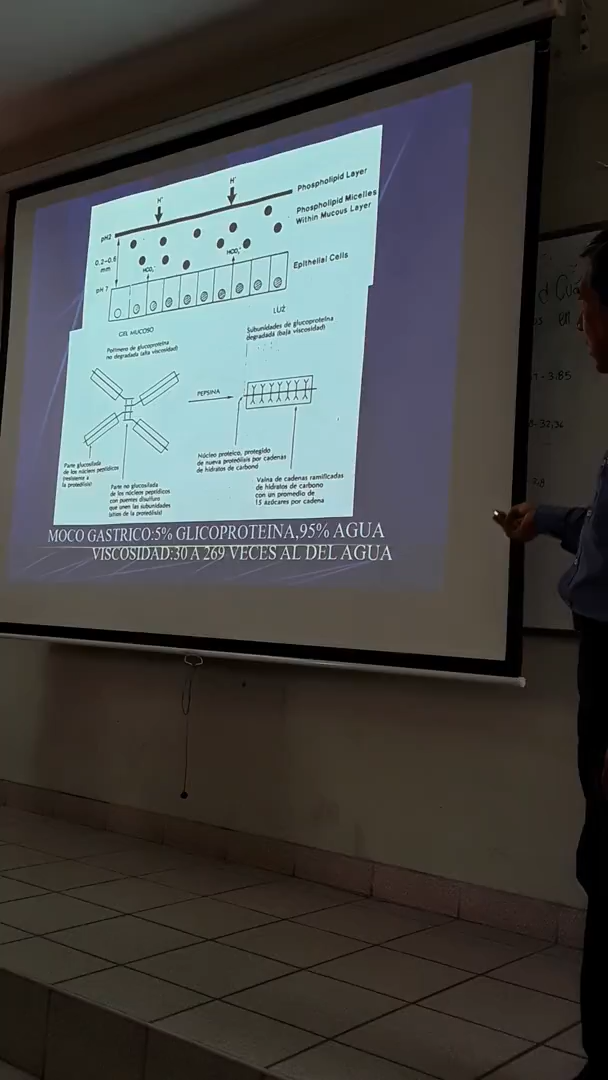 H⁺
H⁺
Phospholipid Layer
Phospholipid Micelles
Within Mucous Layer
pH2
0.2-0.6
mm
HCO₃⁻
HCO₃⁻
pH 7
Epithelial Cells
GEL MUCOSO
LUZ
Polímero de glucoproteína
no degradada (alta viscosidad)
Subunidades de glucoproteína
degradada (baja viscosidad)
PEPSINA
Parte glucosilada
de los núcleos peptídicos
(resistente a
la proteólisis)
Parte no glucosilada
de los núcleos peptídicos
con puentes disulfuro
que unen las subunidades
(sitios de la proteólisis)
Núcleo proteico, protegido
de nueva proteólisis por cadenas
de hidratos de carbono
Vaina de cadenas ramificadas
de hidratos de carbono
con un promedio de
15 azúcares por cadena
MOCO GASTRICO:5% GLICOPROTEINA,95% AGUA
VISCOSIDAD:30 A 269 VECES AL DEL AGUA